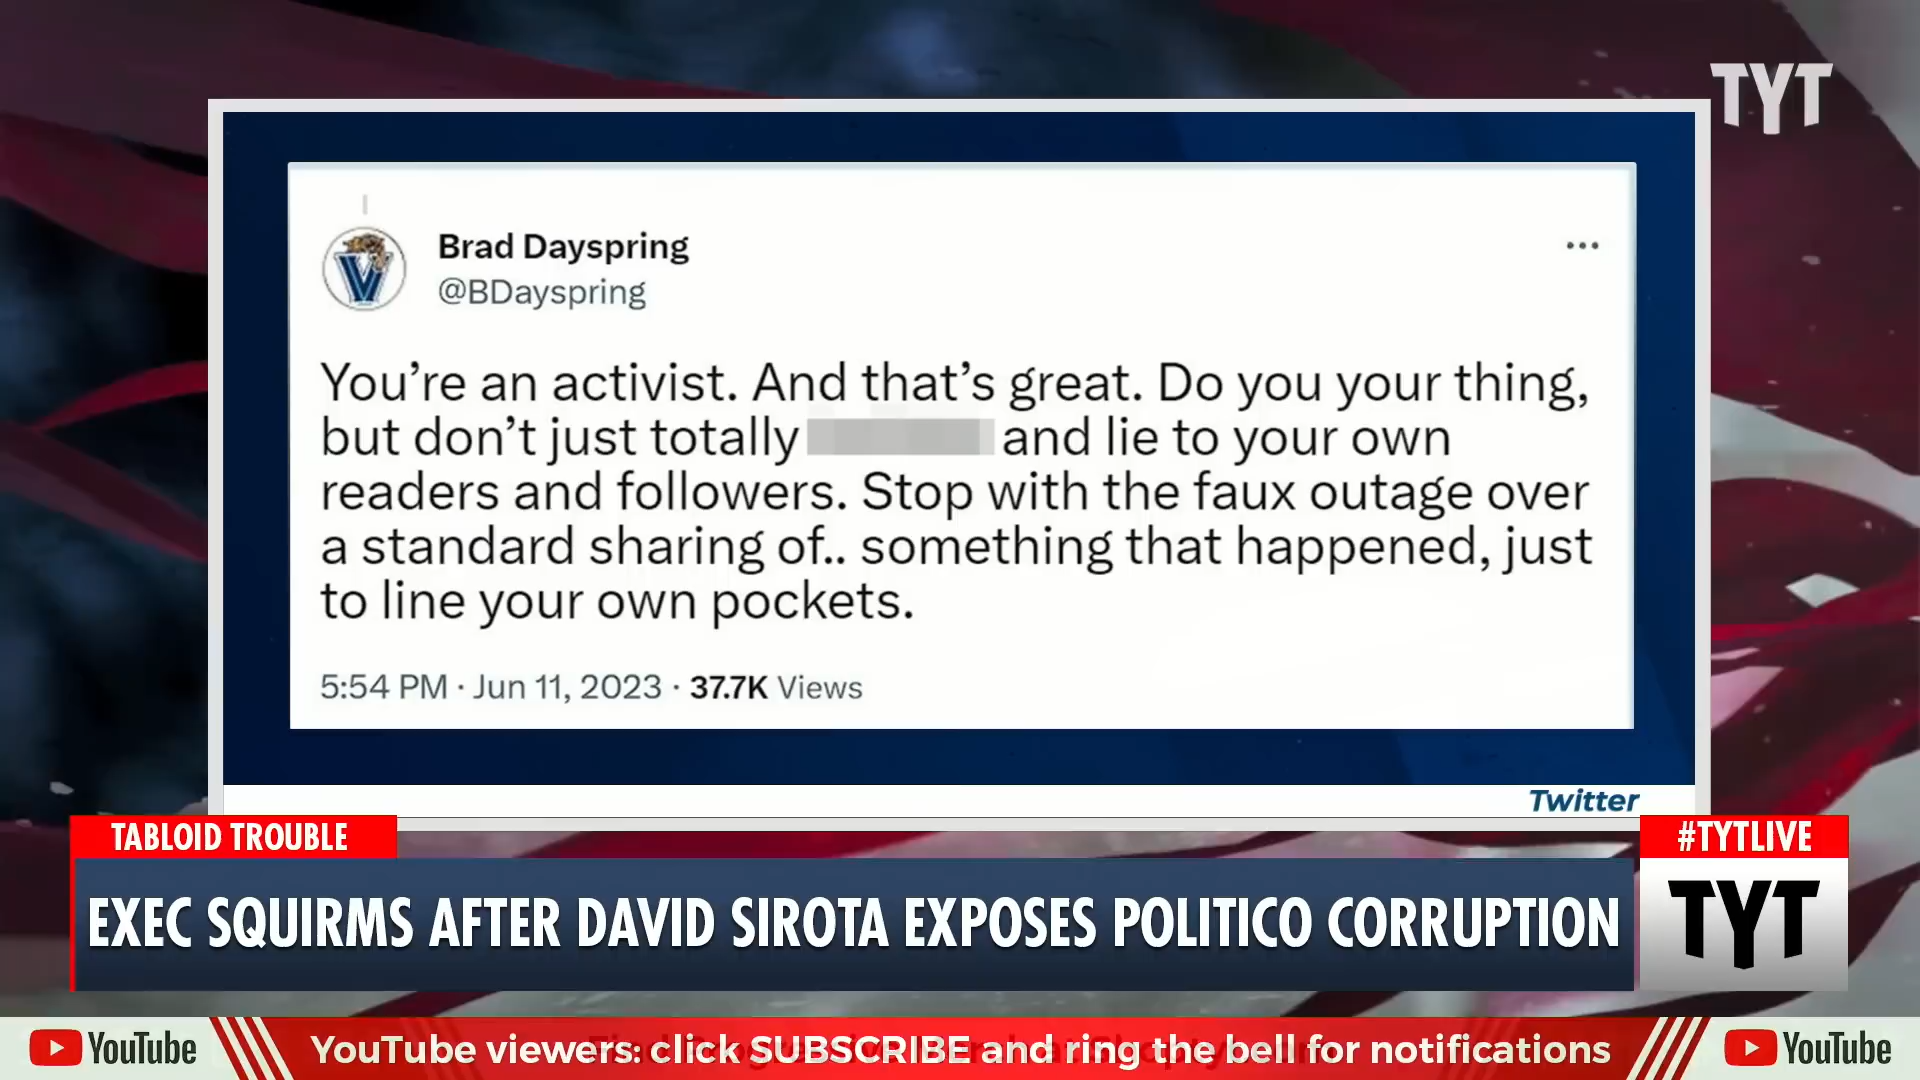 TYT
Brad Dayspring
@BDayspring
You're an activist. And that's great. Do you your thing,
but don't just totally and lie to your own
readers and followers. Stop with the faux outage over
a standard sharing of.. something that happened, just
to line your own pockets.
5:54 PM · Jun 11, 2023 · 37.7K Views
Twitter
TABLOID TROUBLE
#TYTLIVE
EXEC SQUIRMS AFTER DAVID SIROTA EXPOSES POLITICO CORRUPTION
TYT
YouTube
YouTube viewers: click SUBSCRIBE and ring the bell for notifications
YouTube